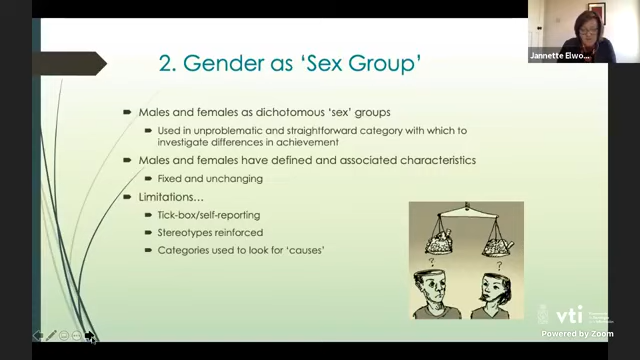 Jannette Elwo...
2. Gender as 'Sex Group'
Males and females as dichotomous 'sex' groups
Used in unproblematic and straightforward category with which to
investigate differences in achievement
Males and females have defined and associated characteristics
Fixed and unchanging
Limitations...
Tick-box/self-reporting
Stereotypes reinforced
Categories used to look for 'causes'
?
?
vti
Powered by Zoom